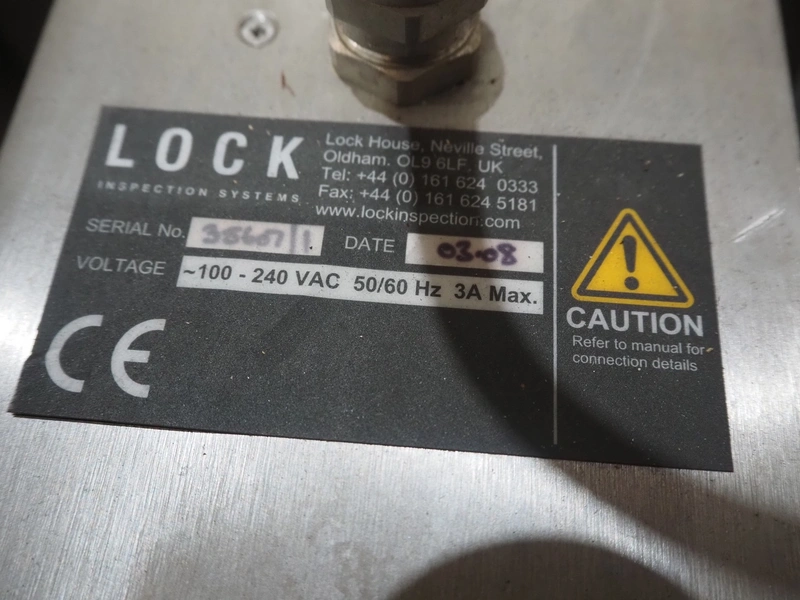 LOCK
INSPECTION SYSTEMS
Lock House, Neville Street,
Oldham. OL9 6LF. UK
Tel: +44 (0) 161 624 0333
Fax: +44 (0) 161 624 5181
www.lockinspection.com
SERIAL No.
DATE 03.08
VOLTAGE ~100 - 240 VAC 50/60 Hz 3A Max.
CE
CAUTION
Refer to manual for
connection details